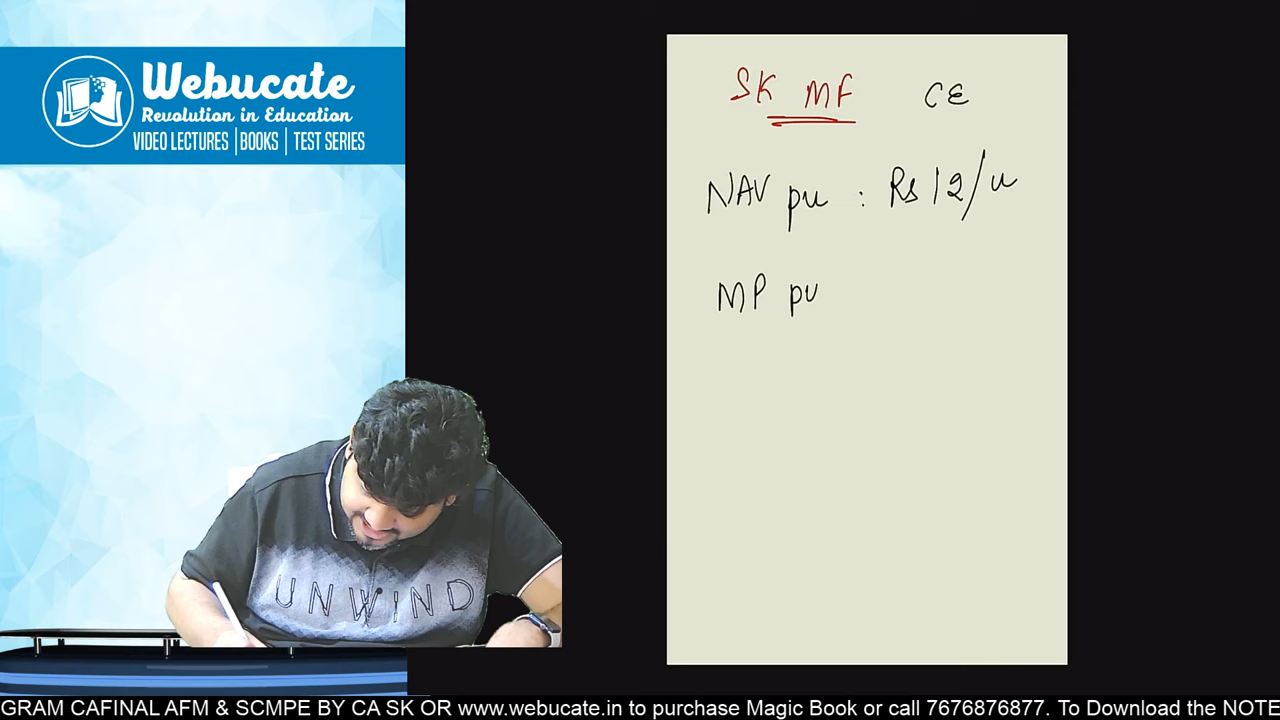 Webucate
Revolution in Education
VIDEO LECTURES | BOOKS | TEST SERIES
SK MF CE
NAV pu : Rs 12/u
MP pu
UNWIND
GRAM CAFINAL AFM & SCMPE BY CA SK OR www.webucate.in to purchase Magic Book or call 7676876877. To Download the NOTE